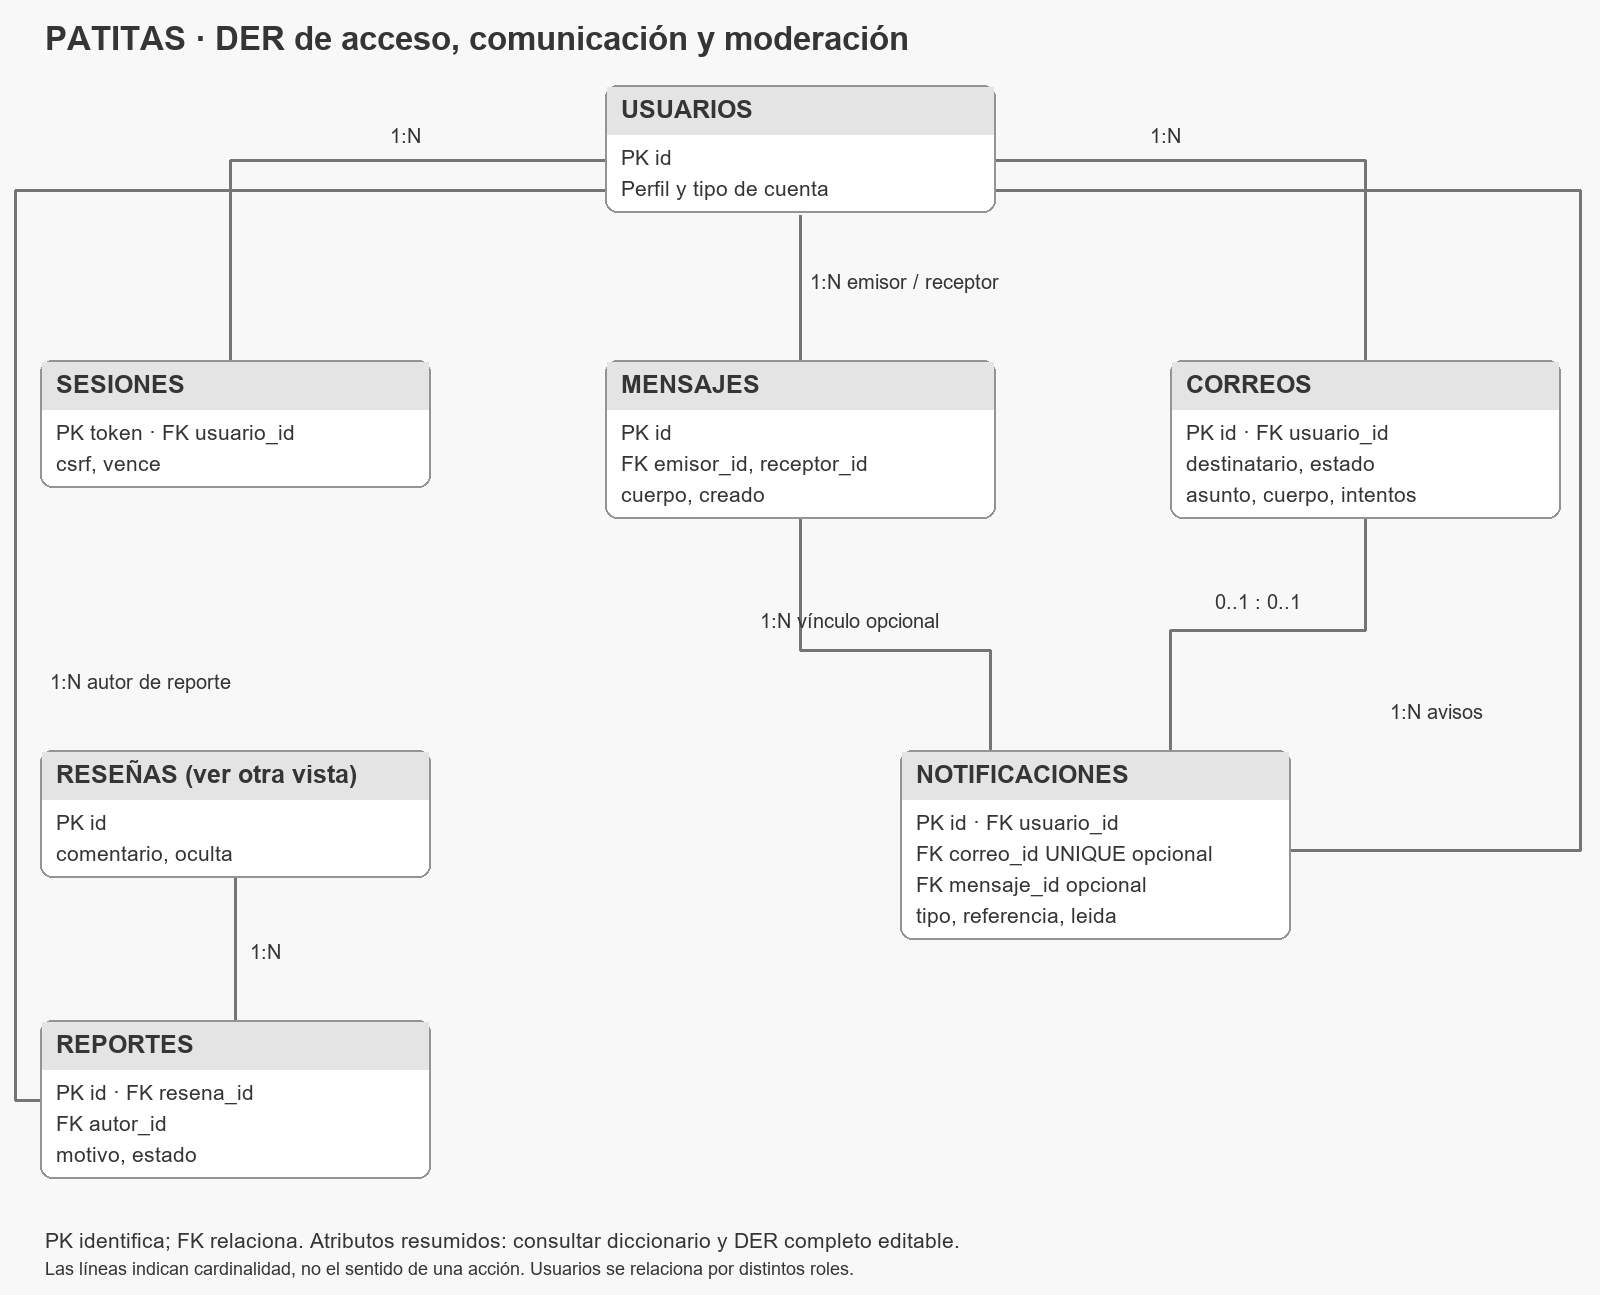 PATITAS · DER de acceso, comunicación y moderación
USUARIOS
PK id
Perfil y tipo de cuenta
1:N
1:N
1:N emisor / receptor
SESIONES
PK token · FK usuario_id
csrf, vence
MENSAJES
PK id
FK emisor_id, receptor_id
cuerpo, creado
CORREOS
PK id · FK usuario_id
destinatario, estado
asunto, cuerpo, intentos
0..1 : 0..1
1:N vínculo opcional
1:N autor de reporte
1:N avisos
RESEÑAS (ver otra vista)
PK id
comentario, oculta
NOTIFICACIONES
PK id · FK usuario_id
FK correo_id UNIQUE opcional
FK mensaje_id opcional
tipo, referencia, leida
1:N
REPORTES
PK id · FK resena_id
FK autor_id
motivo, estado
PK identifica; FK relaciona. Atributos resumidos: consultar diccionario y DER completo editable.
Las líneas indican cardinalidad, no el sentido de una acción. Usuarios se relaciona por distintos roles.